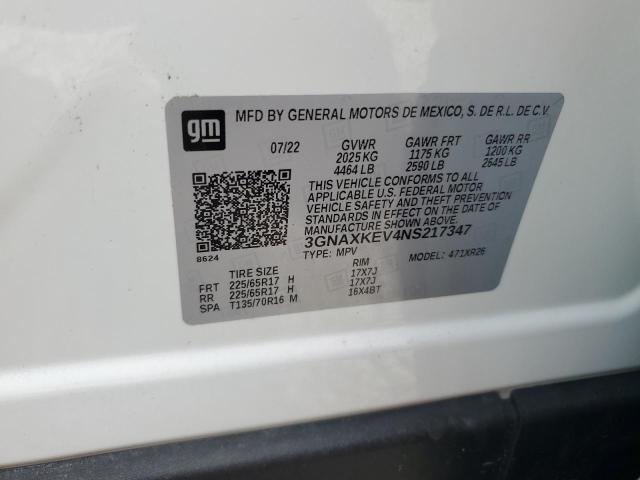 gm
MFD BY GENERAL MOTORS DE MEXICO, S. DE R.L. DE C.V.
07/22 GVWR GAWR FRT GAWR RR
2025 KG 1175 KG 1200 KG
4464 LB 2590 LB 2645 LB
THIS VEHICLE CONFORMS TO ALL
APPLICABLE U.S. FEDERAL MOTOR
VEHICLE SAFETY AND THEFT PREVENTION
STANDARDS IN EFFECT ON THE DATE OF
MANUFACTURE SHOWN ABOVE.
3GNAXKEV4NS217347
8624
TYPE: MPV MODEL: 471XR26
TIRE SIZE RIM
FRT 225/65R17 H 17X7J
RR 225/65R17 H 17X7J
SPA T135/70R16 M 16X4BT